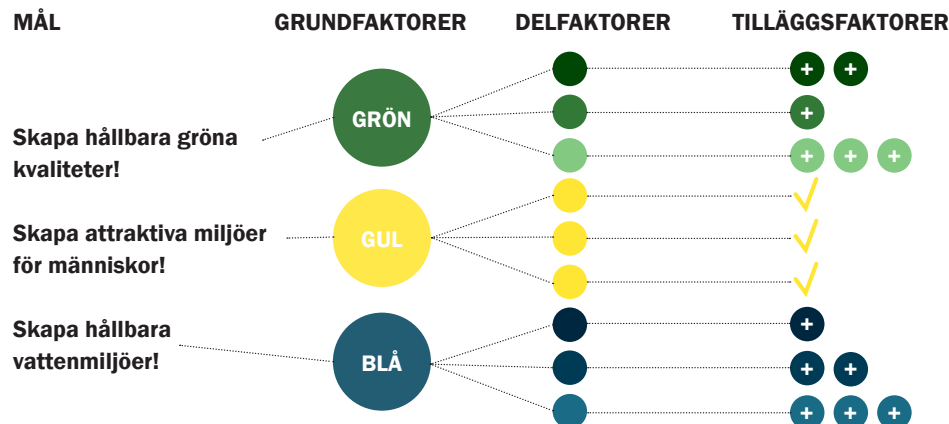 MÅL GRUNDFAKTORER DELFAKTORER TILLÄGGSFAKTORER
+ +
GRÖN +
Skapa hållbara gröna
kvaliteter!
+ + +
Skapa attraktiva miljöer
för människor!
GUL
Skapa hållbara
vattenmiljöer!
BLÅ
+
+ +
+ + +